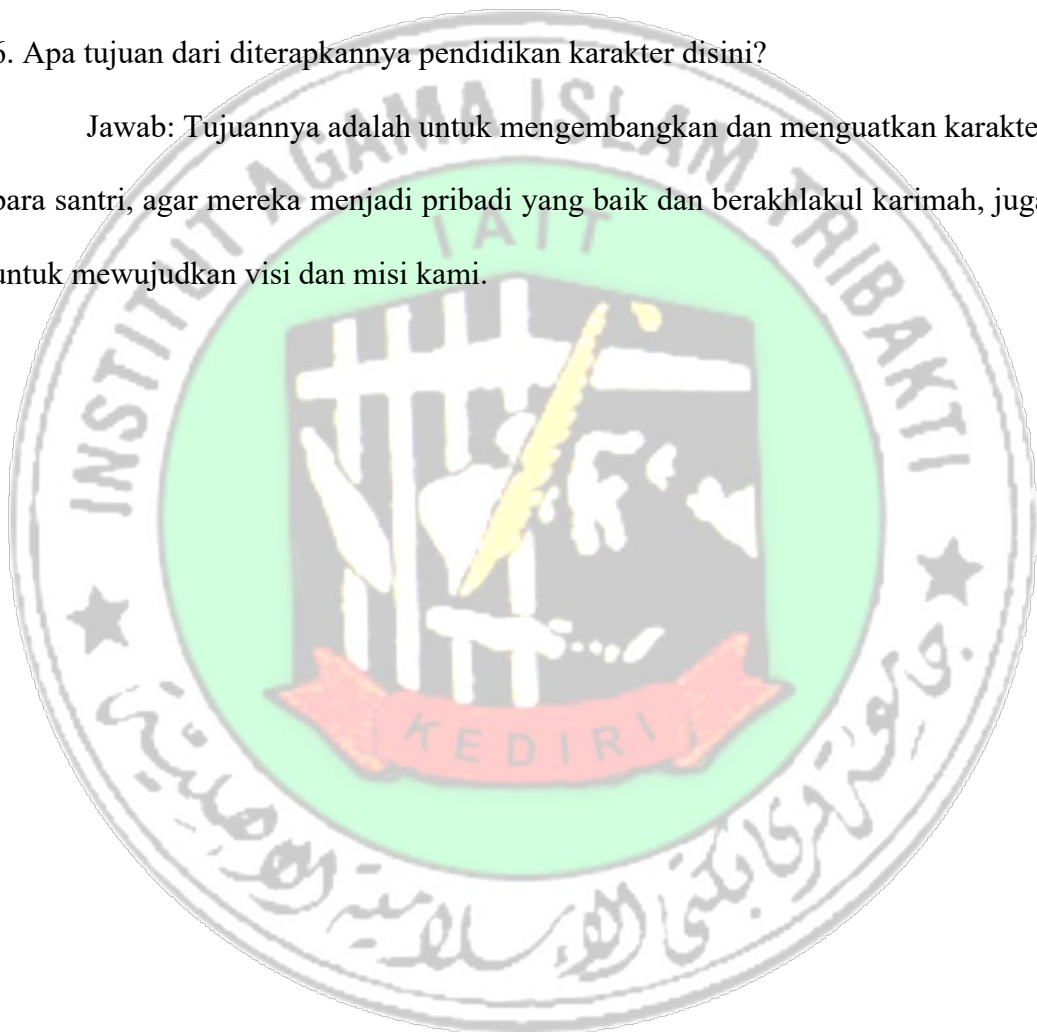 6. Apa tujuan dari diterapkannya pendidikan karakter disini?
Jawab: Tujuannya adalah untuk mengembangkan dan menguatkan karakte
para santri, agar mereka menjadi pribadi yang baik dan berakhlakul karimah, juga
untuk mewujudkan visi dan misi kami.
INSTITUT AGAMA ISLAM TRIBAKTI
IAIT
KEDIRI